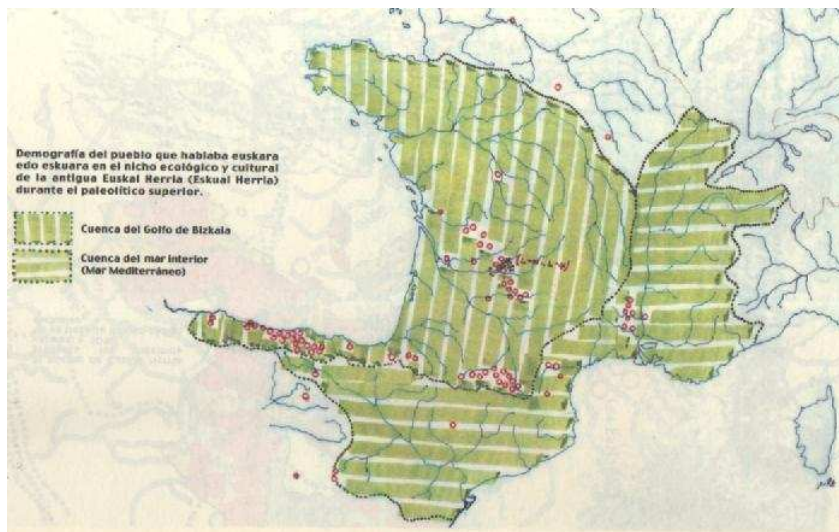 Demografía del pueblo que hablaba euskara
edo eskuara en el nicho ecológico y cultural
de la antigua Euskal Herria (Eskual Herria)
durante el paleolítico superior.
Cuenca del Golfo de Bizkaia
Cuenca del mar interior
(Mar Mediterráneo)